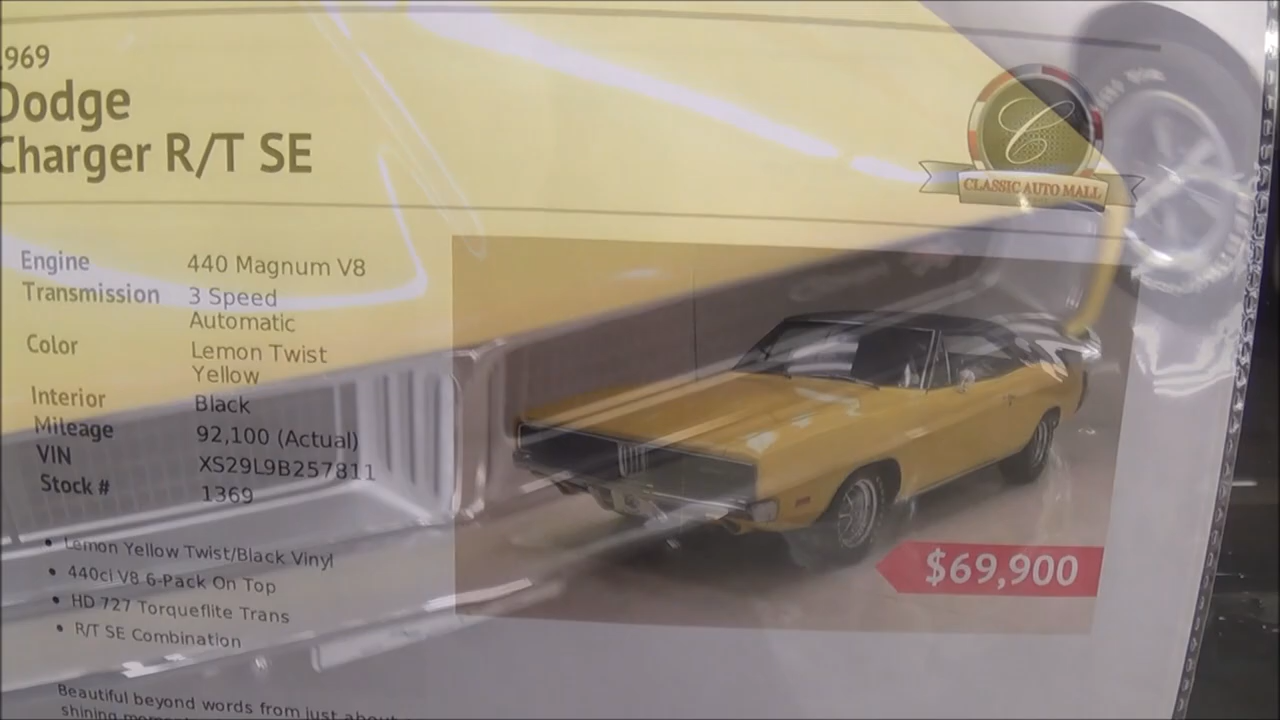 969
Dodge
Charger R/T SE
CLASSIC AUTO MALL
Engine 440 Magnum V8
Transmission 3 Speed
Automatic
Color Lemon Twist
Yellow
Interior Black
Mileage 92,100 (Actual)
VIN XS29L9B257811
Stock # 1369
• Lemon Yellow Twist/Black Vinyl
• 440ci V8 6-Pack On Top
• HD 727 Torqueflite Trans
• R/T SE Combination
$69,900
Beautiful beyond words from just about
shining